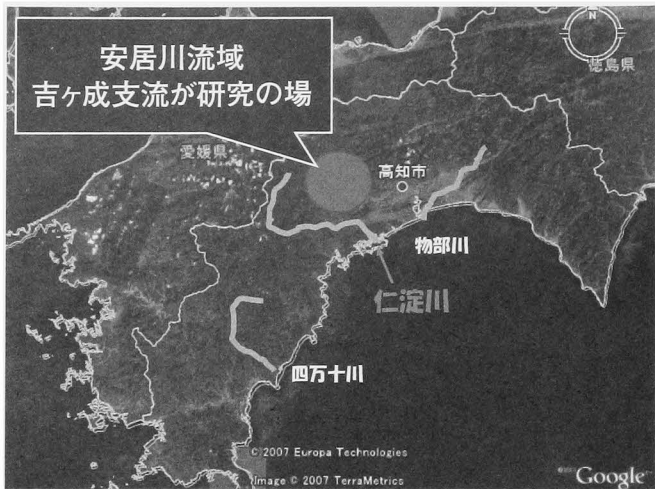 安居川流域
吉ヶ成支流が研究の場
N
徳島県
愛媛県
高知市
物部川
仁淀川
四万十川
© 2007 Europa Technologies
Image © 2007 TerraMetrics
Google